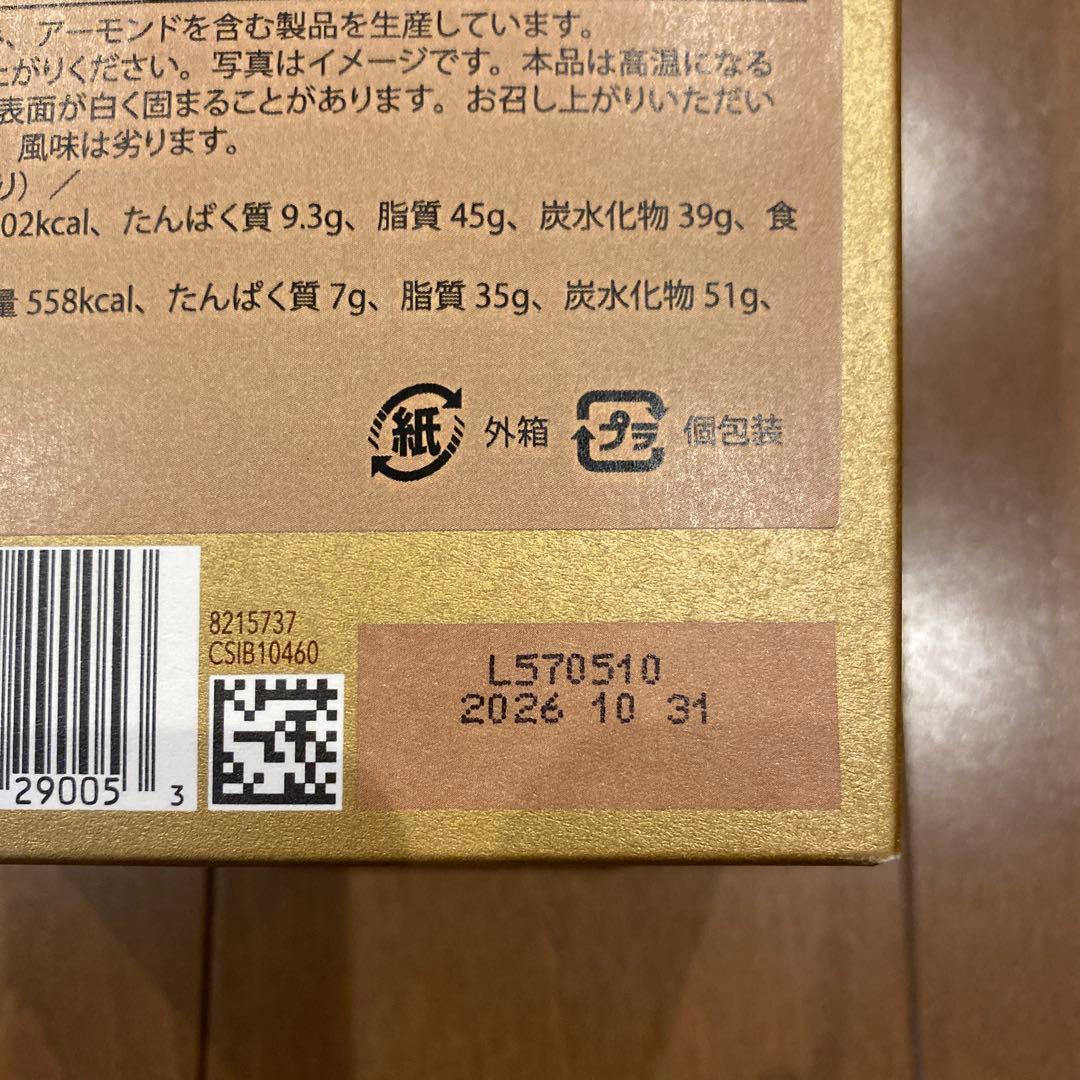 、アーモンドを含む製品を生産しています。
上がりください。写真はイメージです。本品は高温になる
表面が白く固まることがあります。お召し上がりいただい
風味は劣ります。
り）／
02kcal、たんぱく質 9.3g、脂質 45g、炭水化物 39g、食
量 558kcal、たんぱく質 7g、脂質 35g、炭水化物 51g、
紙 外箱 プラ 個包装
8215737
CSIB10460
L570510
2026 10 31
29005 3